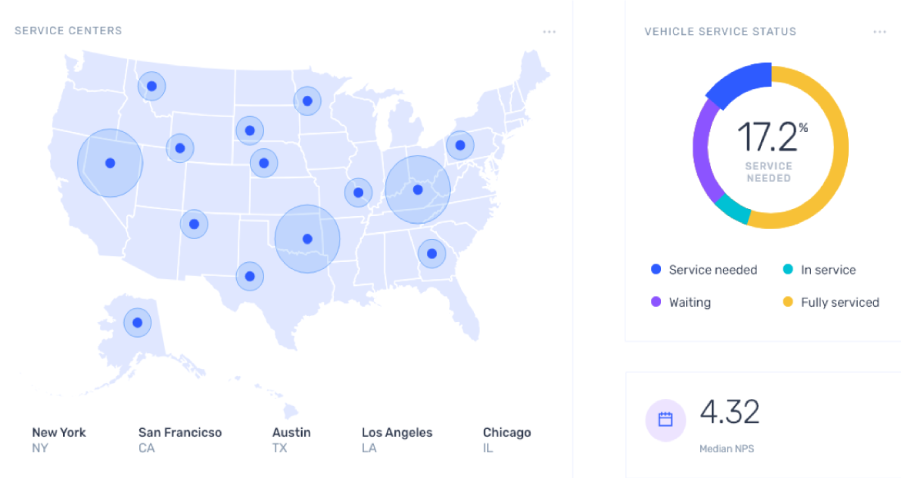 SERVICE CENTERS
New York
NY
San Francicso
CA
Austin
TX
Los Angeles
LA
Chicago
IL
VEHICLE SERVICE STATUS
17.2%
SERVICE
NEEDED
Service needed
In service
Waiting
Fully serviced
4.32
Median NPS